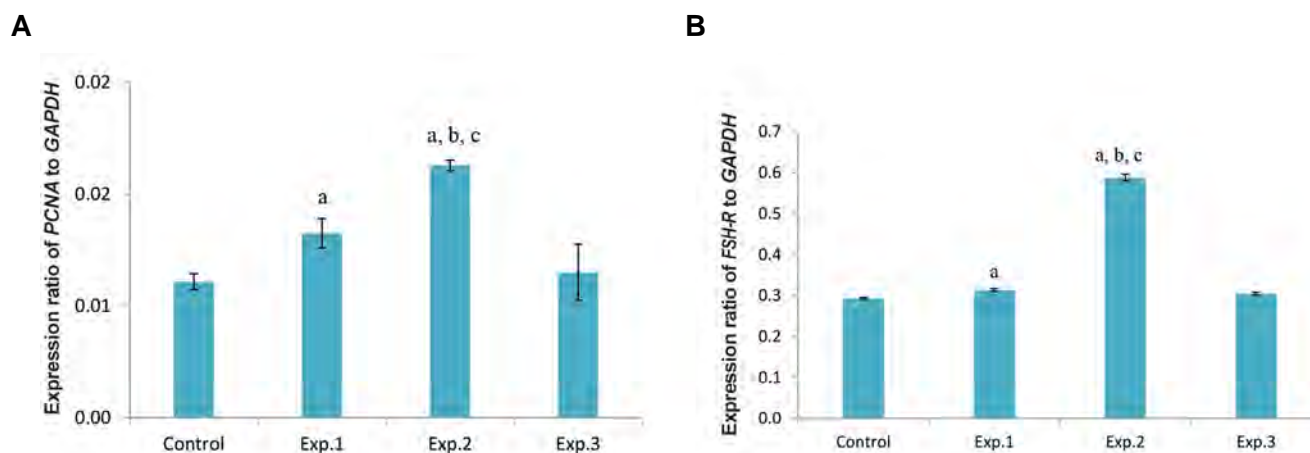 A
Expression ratio of PCNA to GAPDH
0.02
0.02
0.01
0.00
a
a, b, c
Control Exp.1 Exp.2 Exp.3
B
Expression ratio of FSH-R to GAPDH
0.7
0.6
0.5
0.4
0.3
0.2
0.1
0.0
a
a, b, c
Control Exp.1 Exp.2 Exp.3